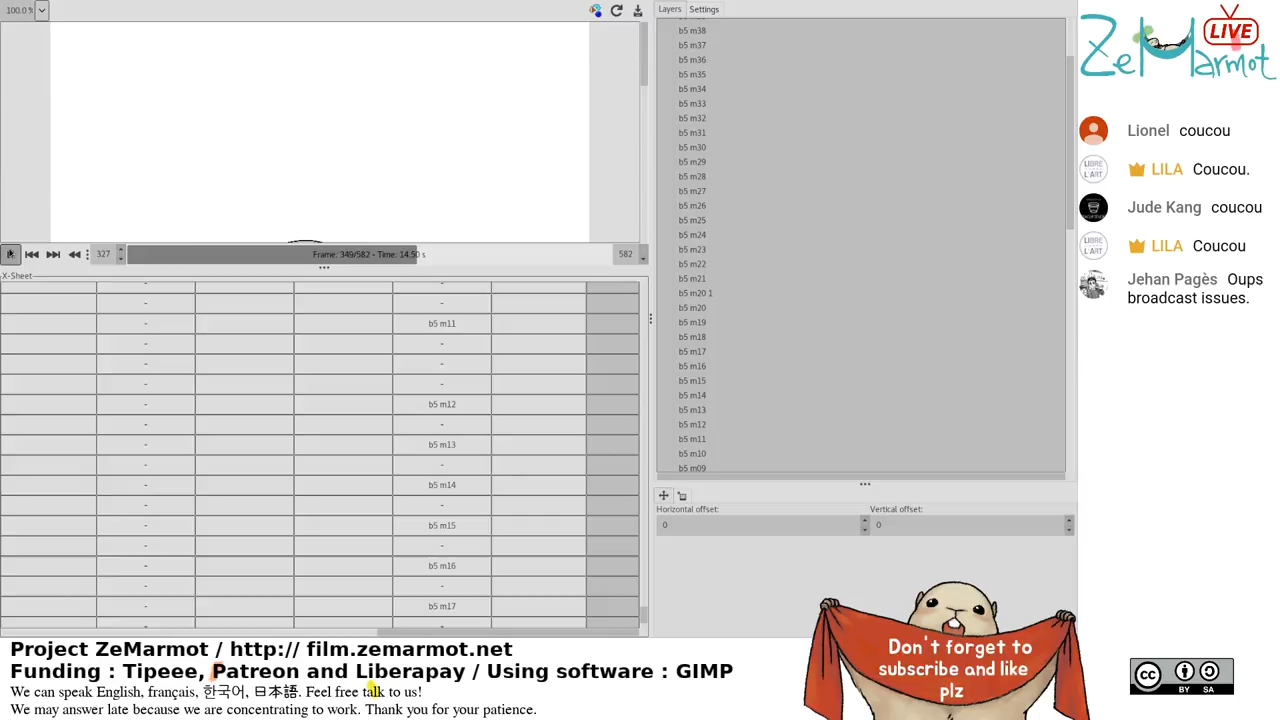 100.0 %
Layers Settings
b5 m38
b5 m37
b5 m36
b5 m35
b5 m34
b5 m33
b5 m32
b5 m31
b5 m30
b5 m29
b5 m28
b5 m27
b5 m26
b5 m25
b5 m24
b5 m23
b5 m22
b5 m21
b5 m20 1
b5 m20
b5 m19
b5 m18
b5 m17
b5 m16
b5 m15
b5 m14
b5 m13
b5 m12
b5 m11
b5 m10
b5 m09
327
Frame: 349/582 - Time: 14.50 s
582
X-Sheet
- -
- -
- b5 m11
- -
- -
- -
- b5 m12
- -
- b5 m13
- -
- b5 m14
- -
- b5 m15
- -
- b5 m16
- -
- b5 m17
Horizontal offset: Vertical offset:
0 0
ZeMarmot
LIVE
Lionel coucou
LILA Coucou.
Jude Kang coucou
LILA Coucou
Jehan Pagès Oups
broadcast issues.
Don't forget to
subscribe and like
plz
Project ZeMarmot / http:// film.zemarmot.net
Funding : Tipeee, Patreon and Liberapay / Using software : GIMP
We can speak English, français, 한국어, 日本語. Feel free talk to us!
We may answer late because we are concentrating to work. Thank you for your patience.
CC
BY SA